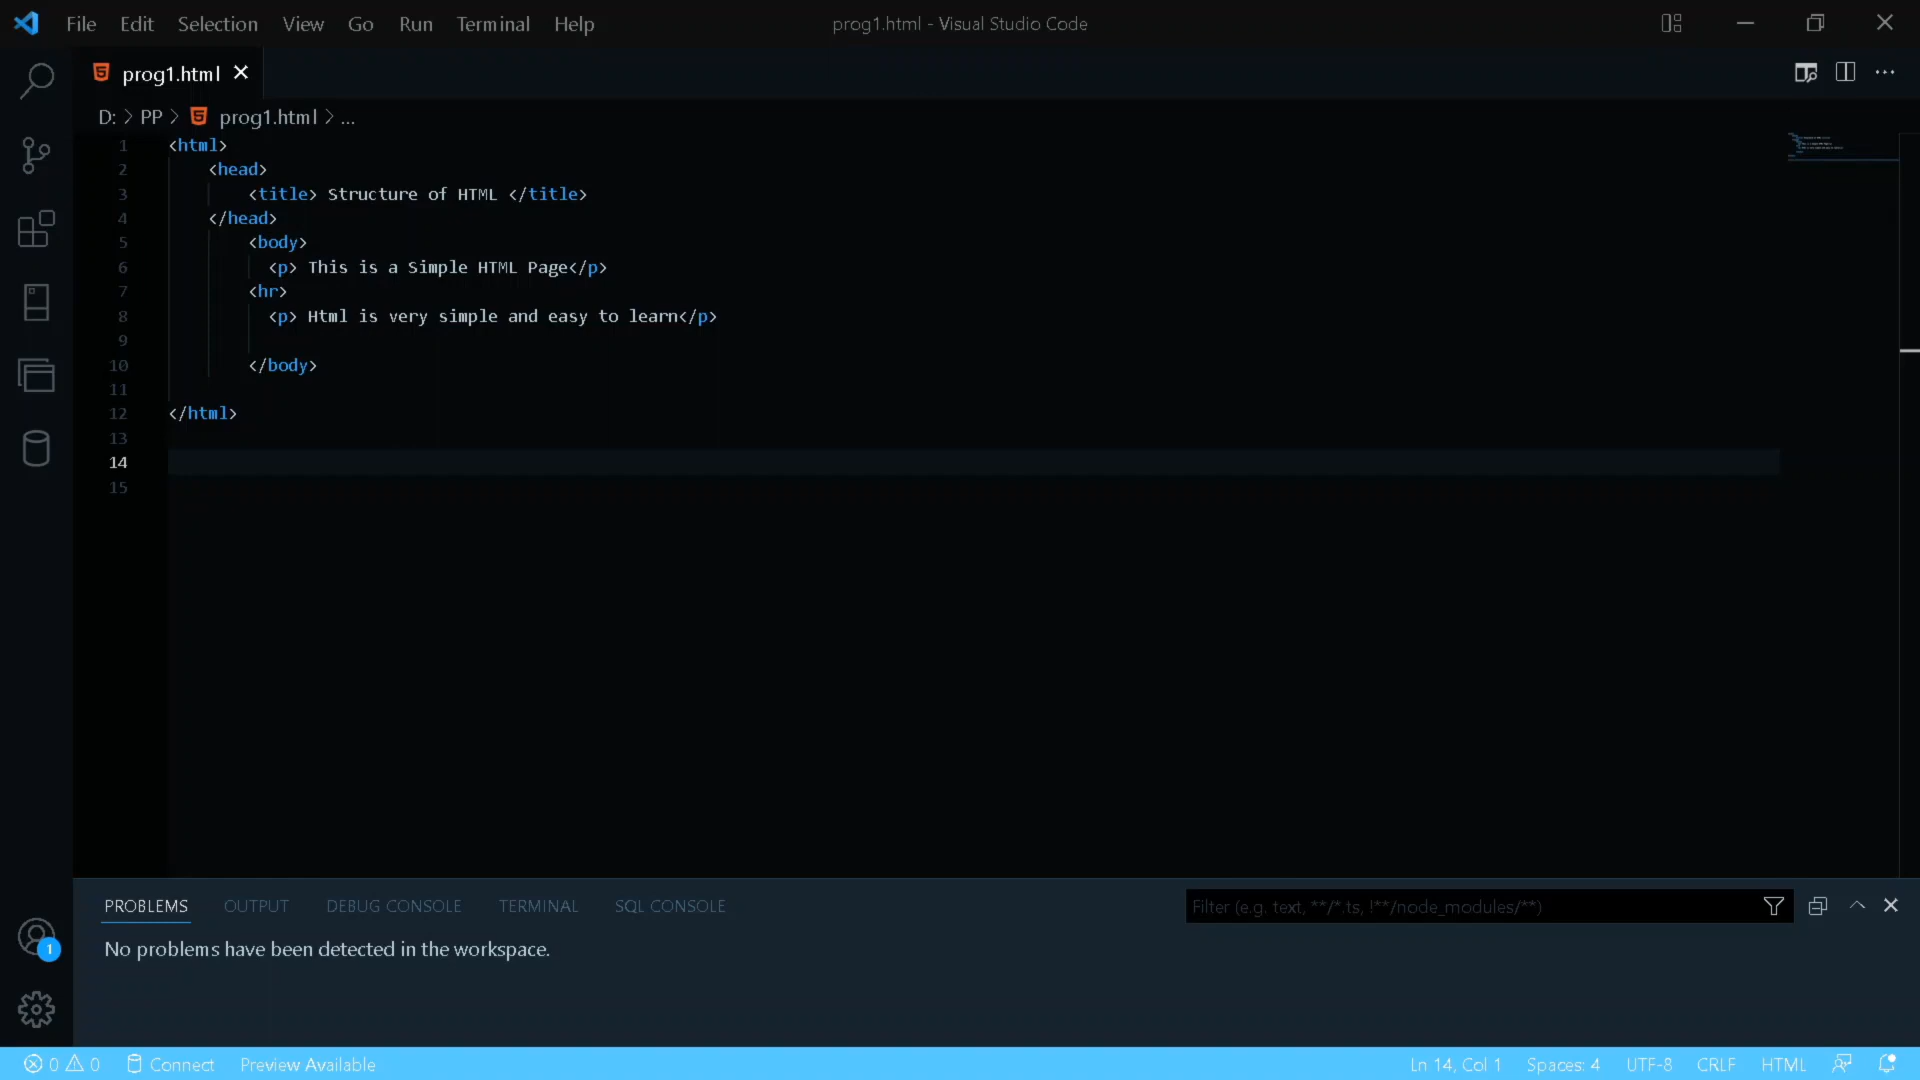 File Edit Selection View Go Run Terminal Help prog1.html - Visual Studio Code
prog1.html
D: > PP > prog1.html > ...
1 <html>
2 <head>
3 <title> Structure of HTML </title>
4 </head>
5 <body>
6 <p> This is a Simple HTML Page</p>
7 <hr>
8 <p> Html is very simple and easy to learn</p>
9
10 </body>
11
12 </html>
13
14
15
PROBLEMS OUTPUT DEBUG CONSOLE TERMINAL SQL CONSOLE Filter (e.g. text, **/*.ts, !**/node_modules/**)
No problems have been detected in the workspace.
1
0 0 Connect Preview Available Ln 14, Col 1 Spaces: 4 UTF-8 CRLF HTML